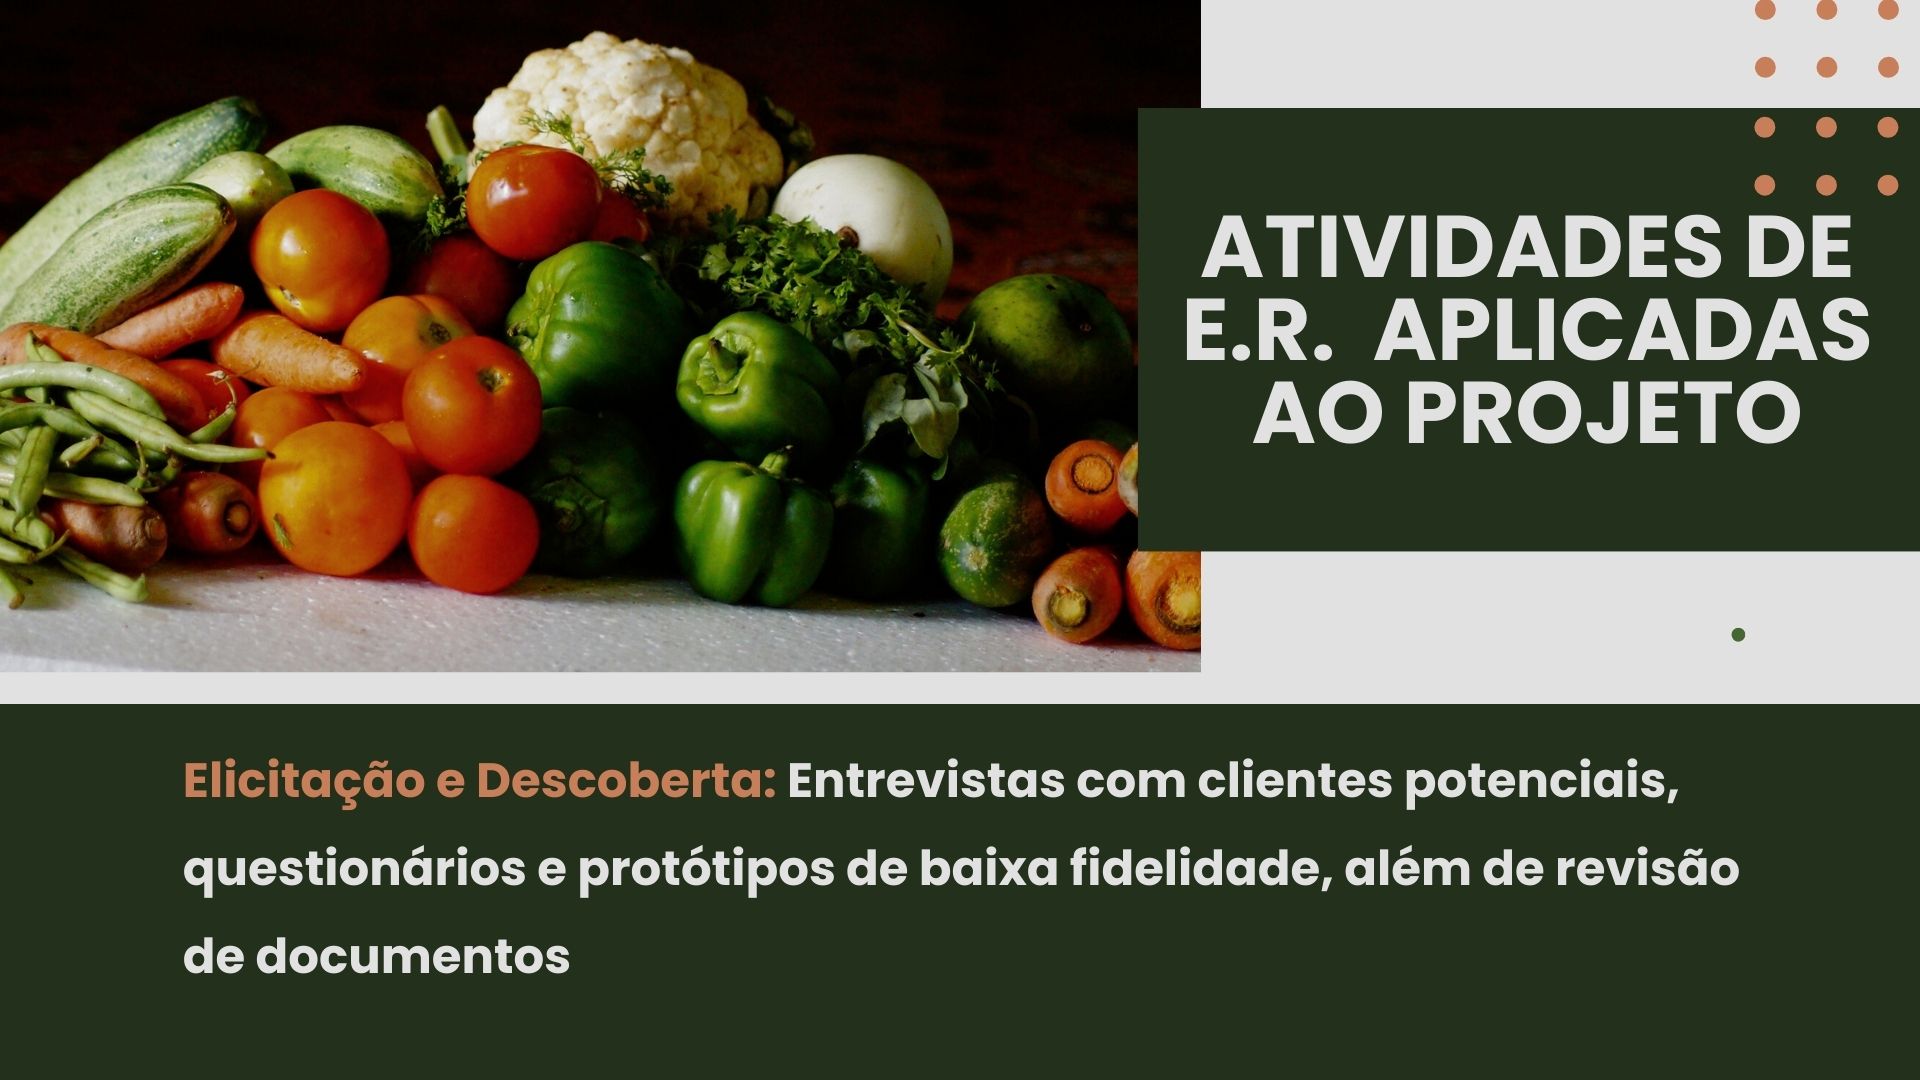 ATIVIDADES DE
E.R. APLICADAS
AO PROJETO
Elicitação e Descoberta: Entrevistas com clientes potenciais,
questionários e protótipos de baixa fidelidade, além de revisão
de documentos